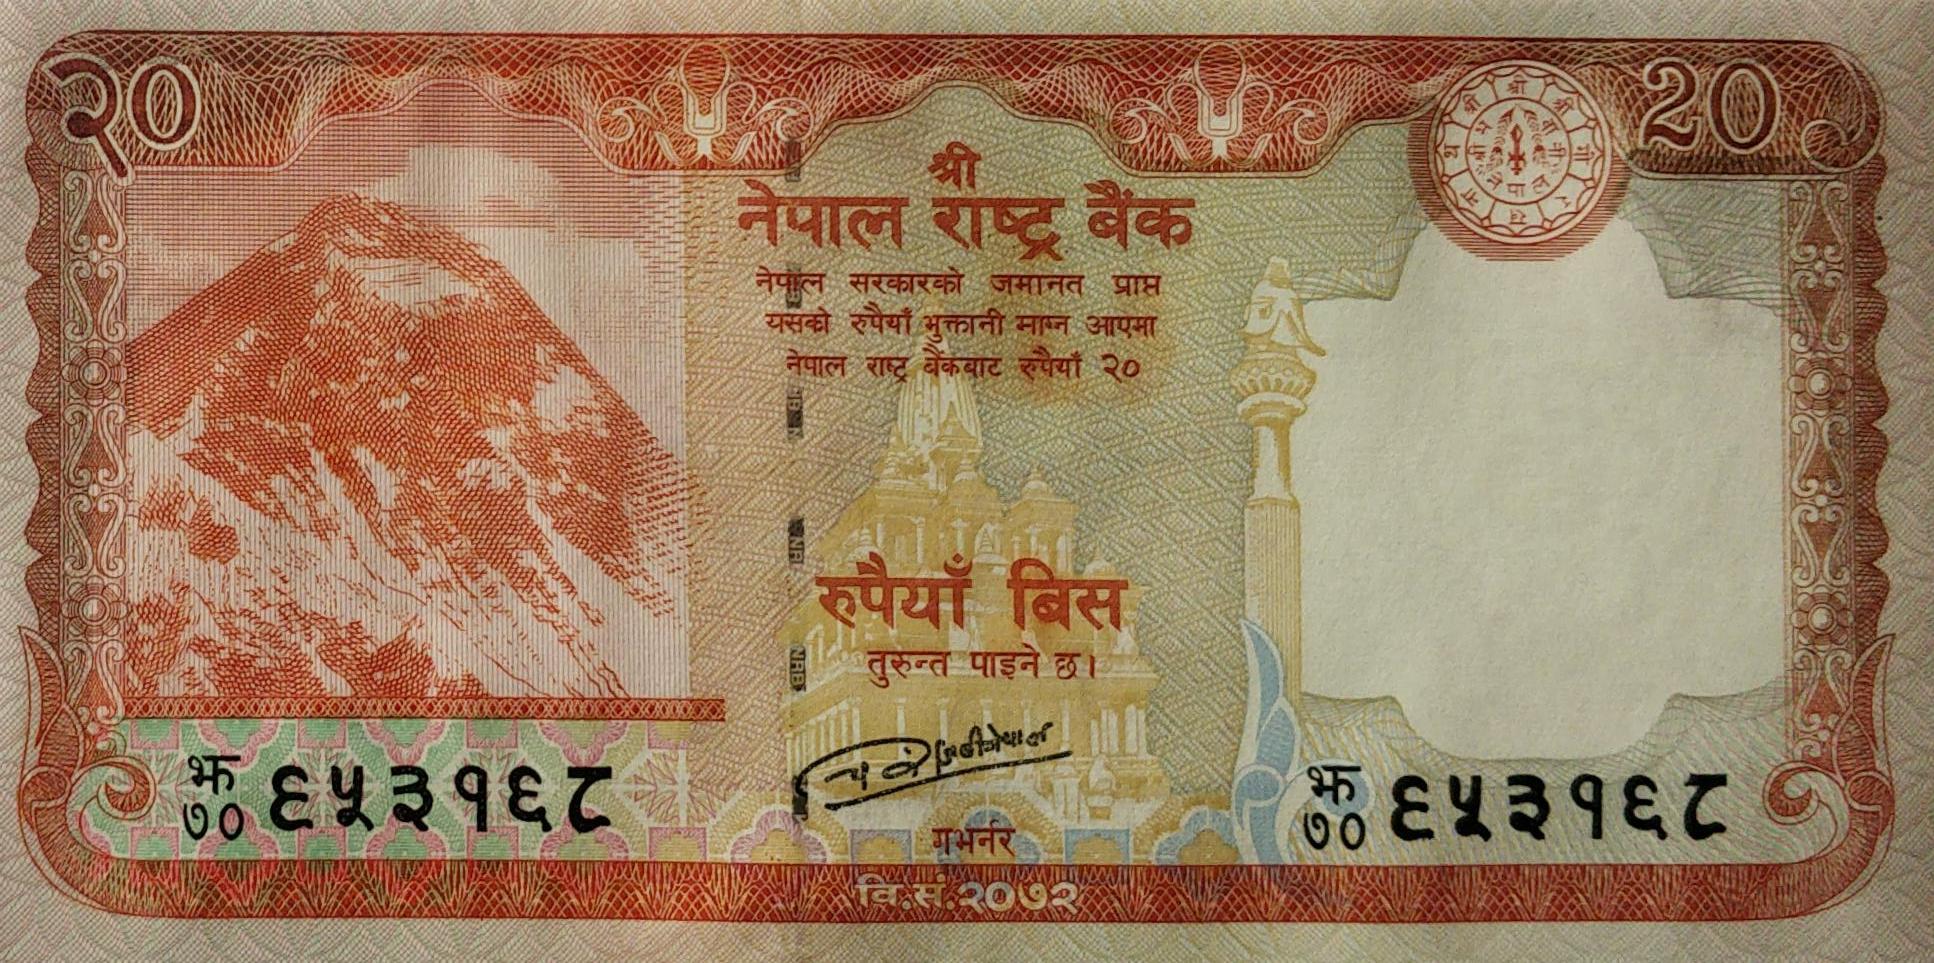 २०
20
श्री
नेपाल राष्ट्र बैंक
नेपाल सरकारको जमानत प्राप्त
यसको रुपैयाँ भुक्तानी माग्न आएमा
नेपाल राष्ट्र बैंकबाट रुपैयाँ २०
रुपैयाँ बिस
तुरुन्त पाइने छ।
झ ७० ६५३१६८
झ ७० ६५३१६८
गभर्नर
वि.सं.२०७२